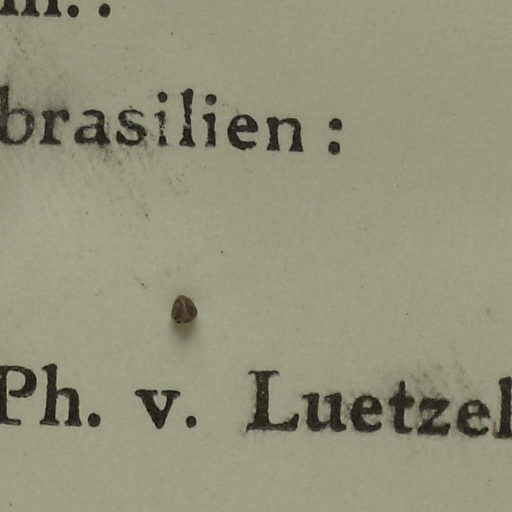 brasilien :
Ph. v. Luetzel